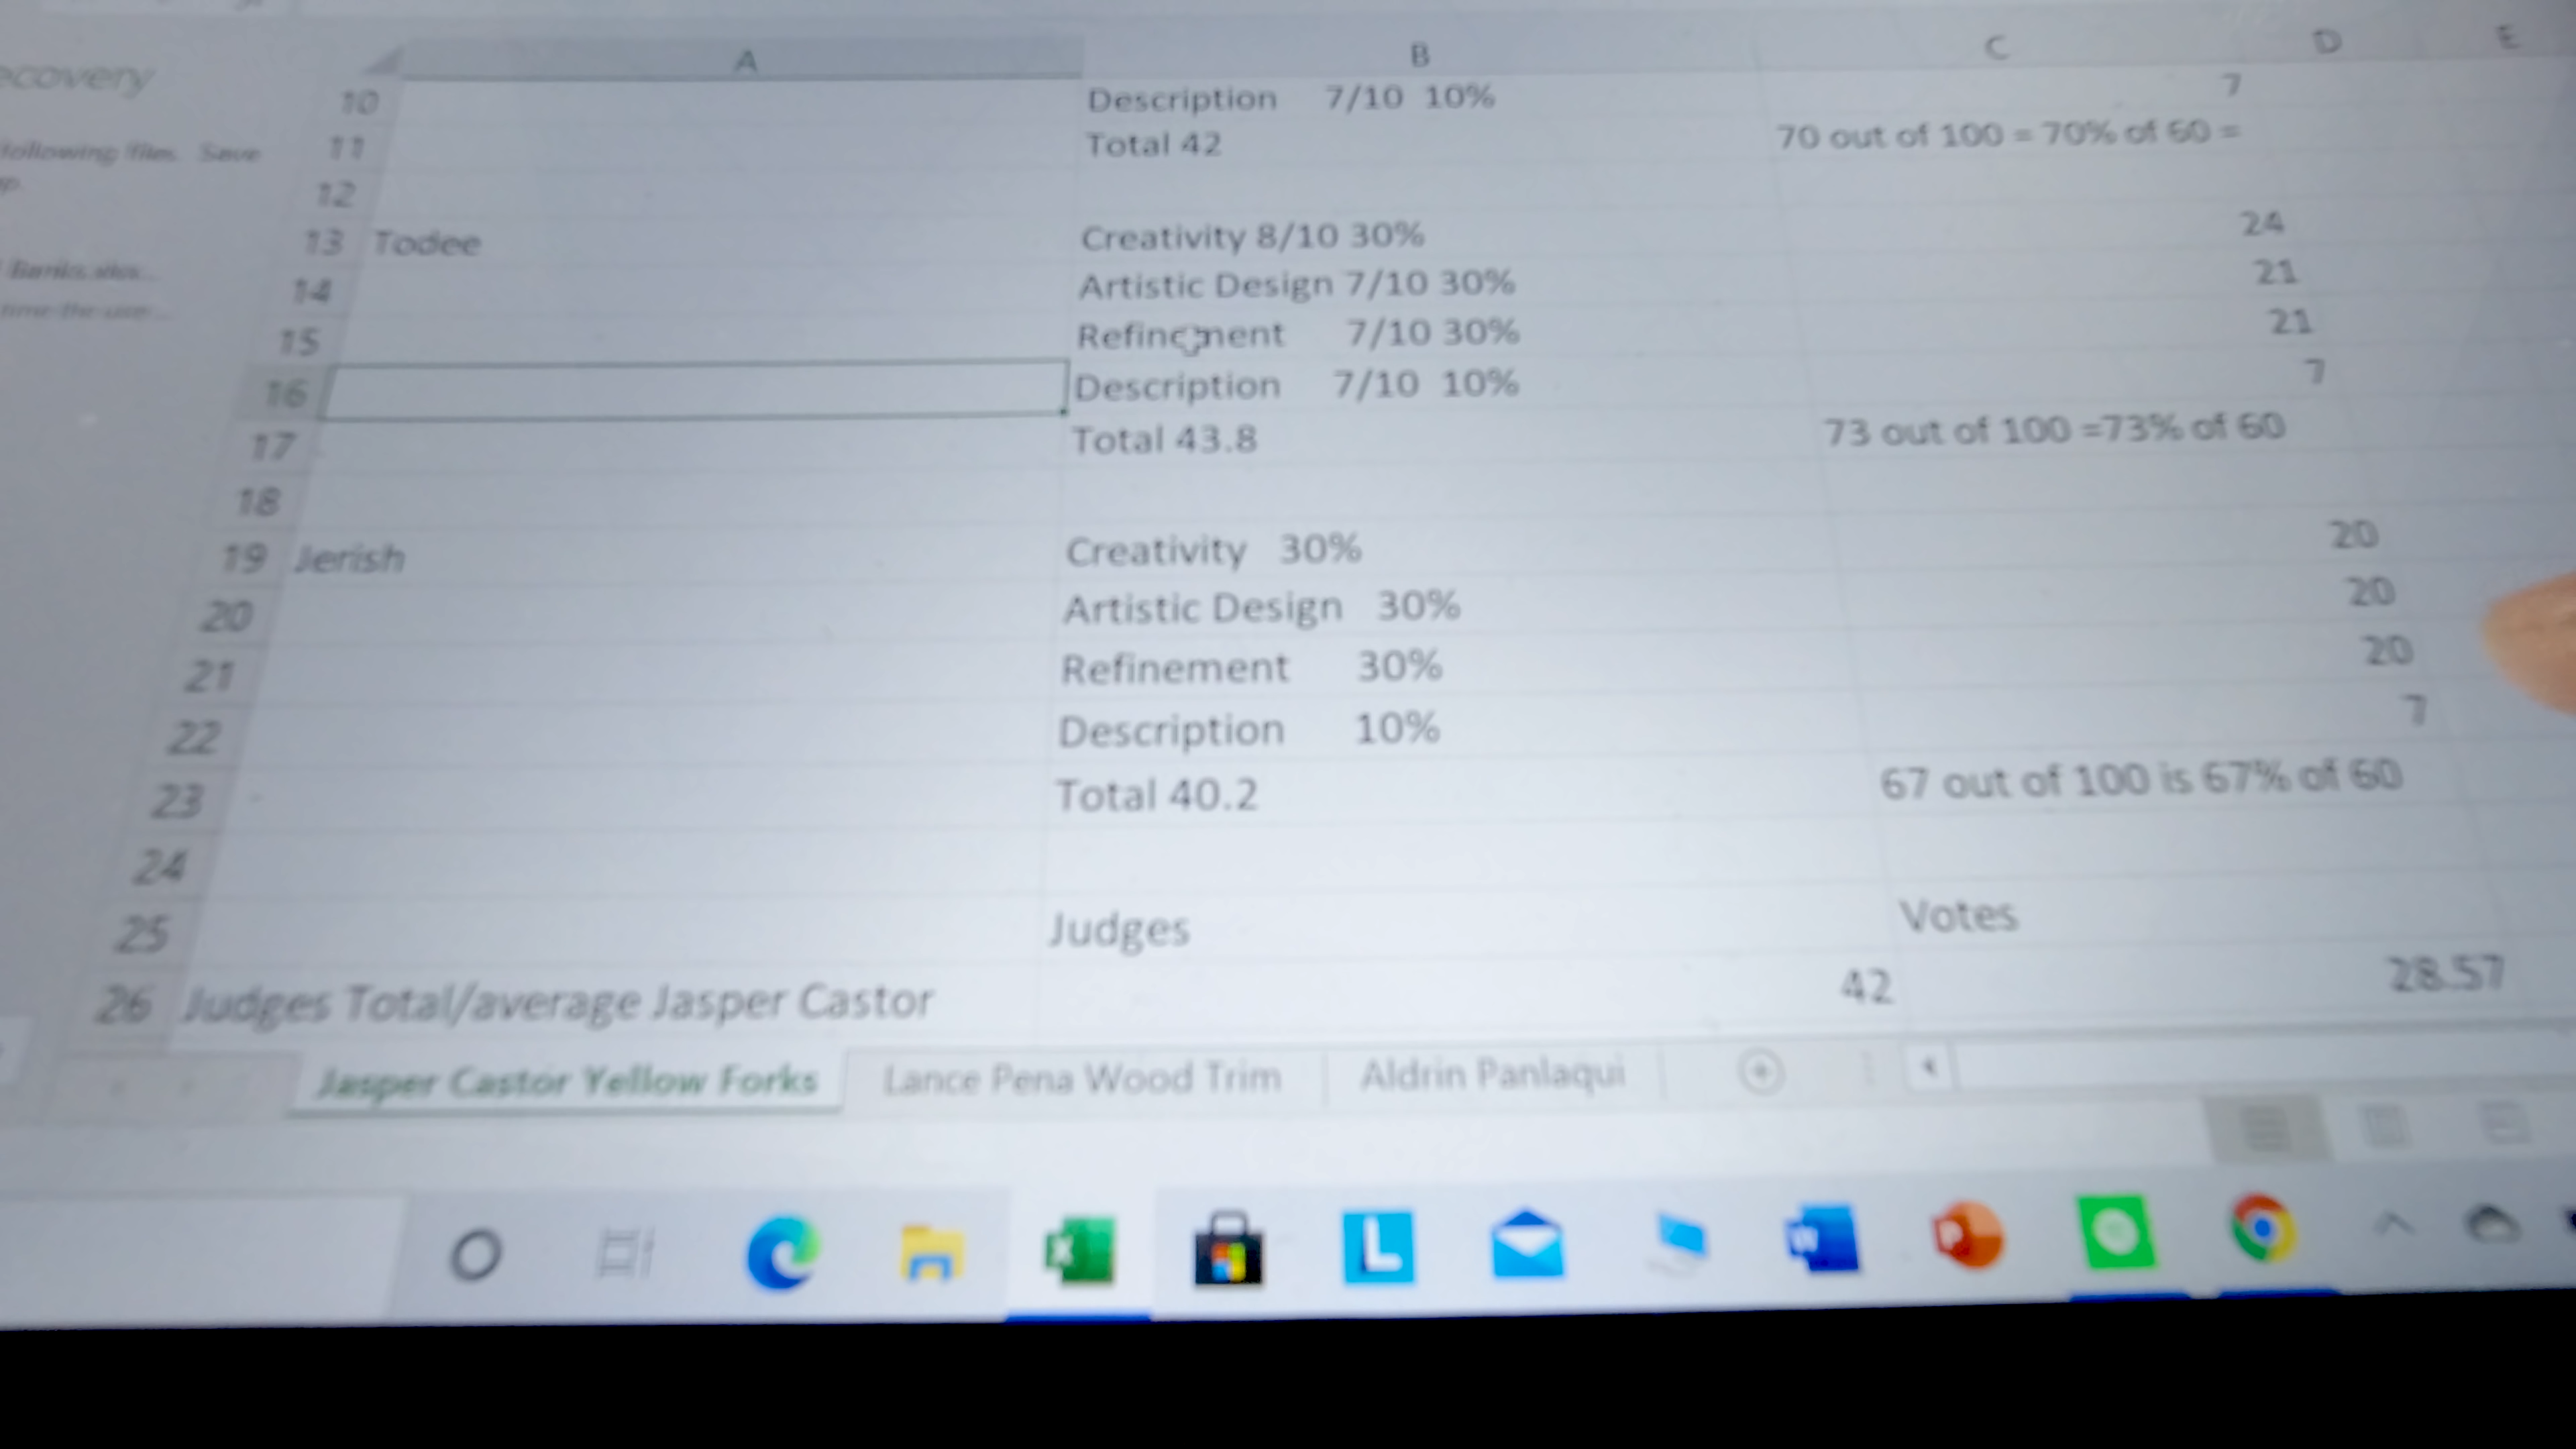 A B C D E
ecovery
10 Description 7/10 10% 7
following files. Save 11 Total 42 70 out of 100 = 70% of 60 =
12
13 Todee Creativity 8/10 30% 24
14 Artistic Design 7/10 30% 21
15 Refinement 7/10 30% 21
16 Description 7/10 10% 7
17 Total 43.8 73 out of 100 =73% of 60
18
19 Jerish Creativity 30% 20
20 Artistic Design 30% 20
21 Refinement 30% 20
22 Description 10% 7
23 Total 40.2 67 out of 100 is 67% of 60
24
25 Judges Votes
26 Judges Total/average Jasper Castor 42 28.57
Jasper Castor Yellow Forks Lance Pena Wood Trim Aldrin Panlaqui
X L W P